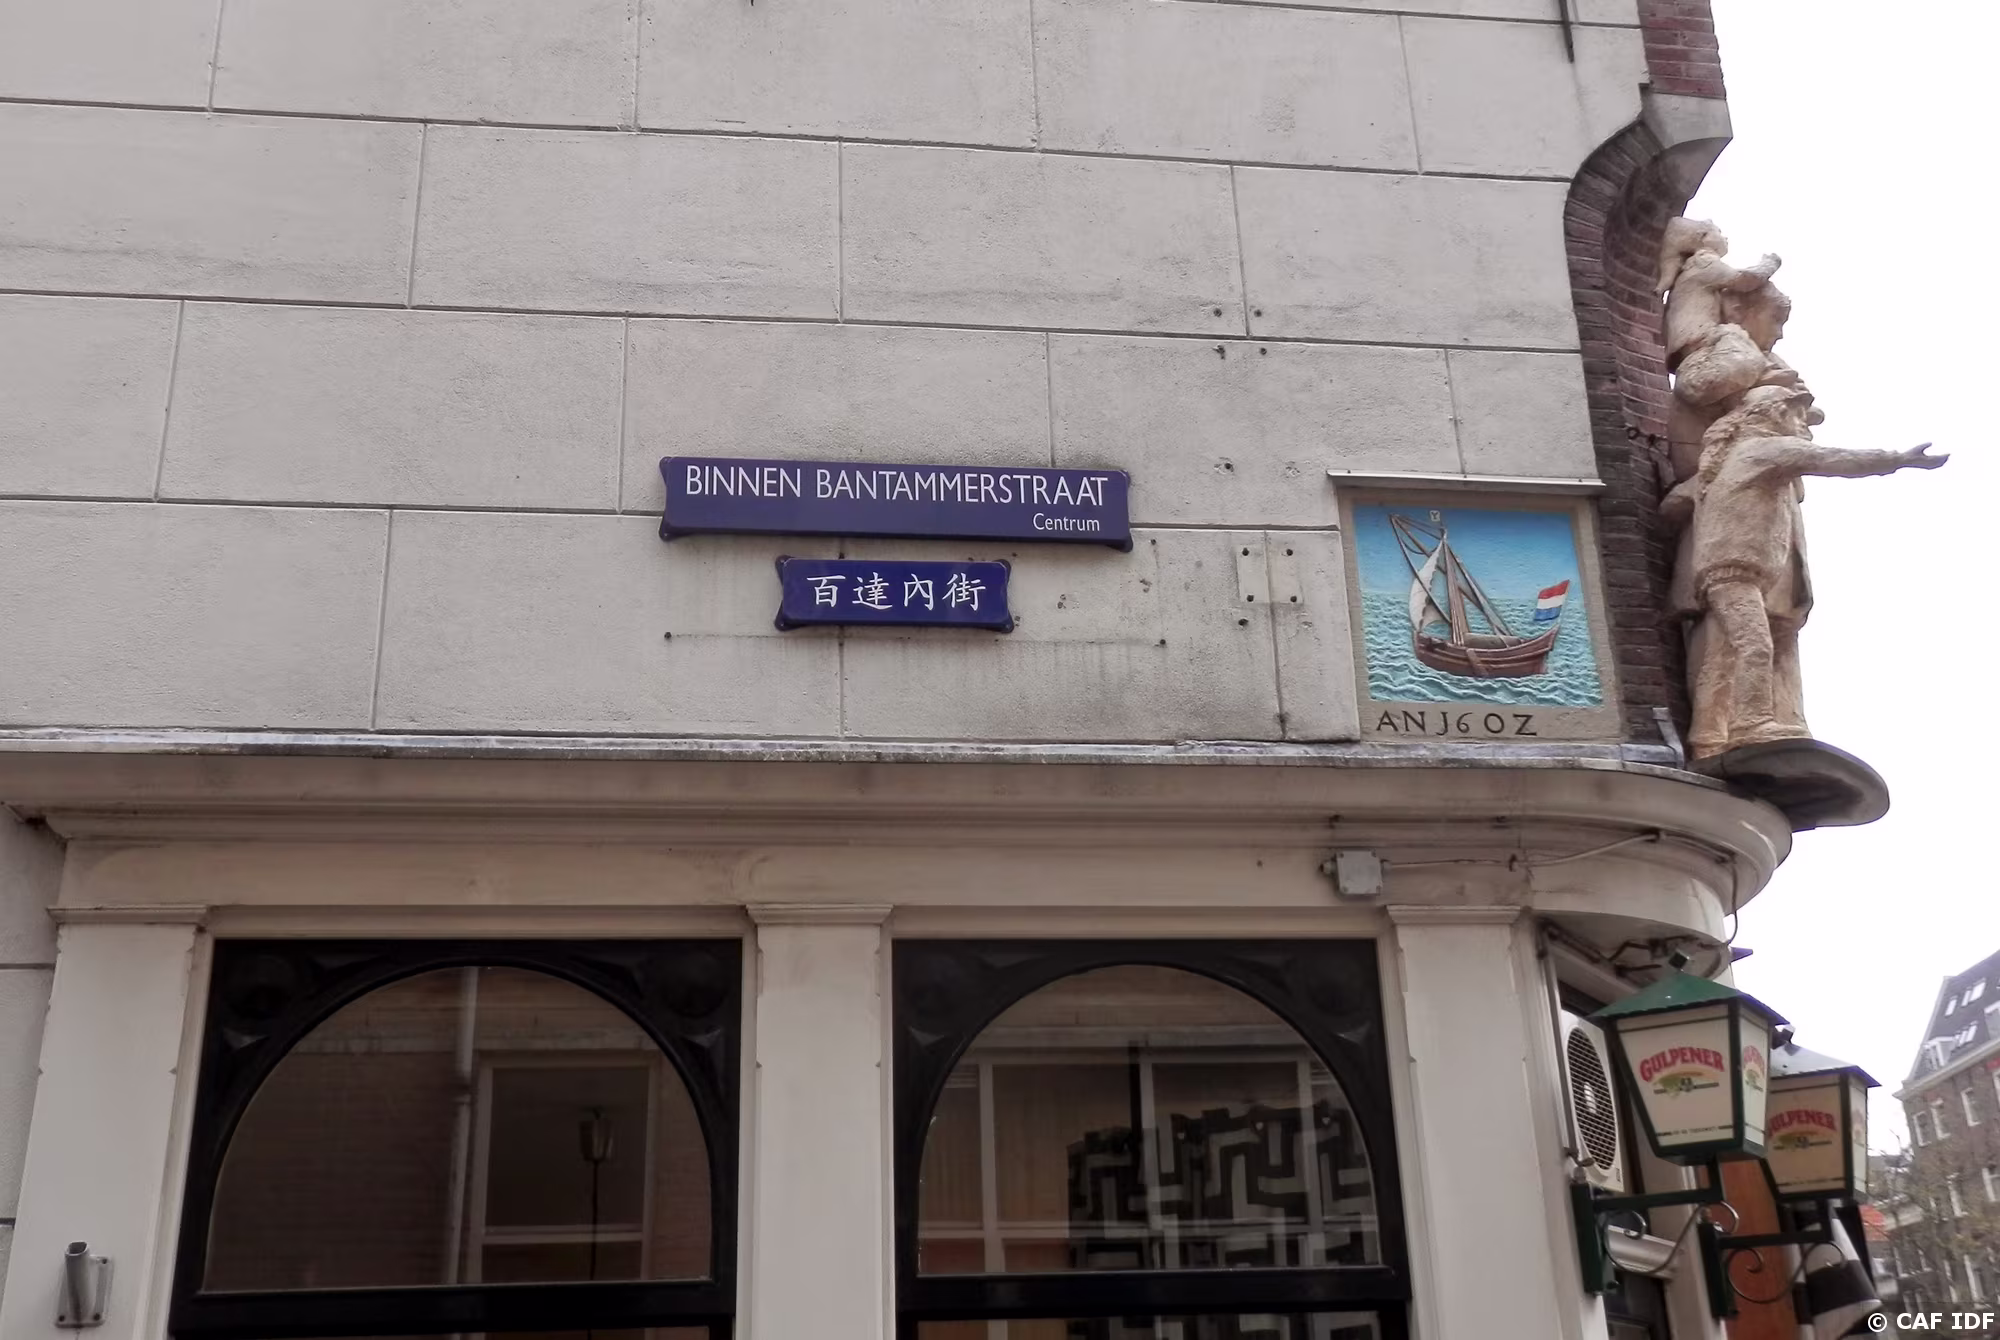 BINNEN BANTAMMERSTRAAT
Centrum
百達內街
ANJ6OZ
GULPENER
GULPENER
© CAF IDF